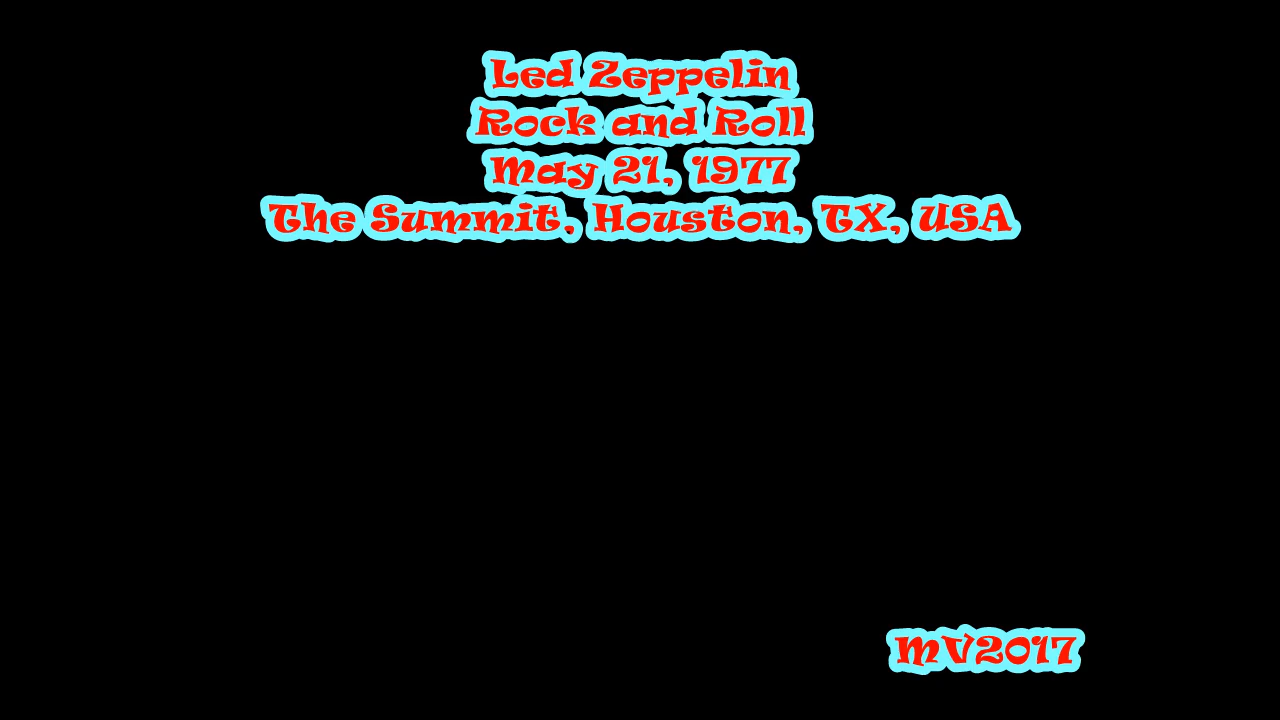 Led Zeppelin
Rock and Roll
May 21, 1977
The Summit, Houston, TX, USA
MV2017